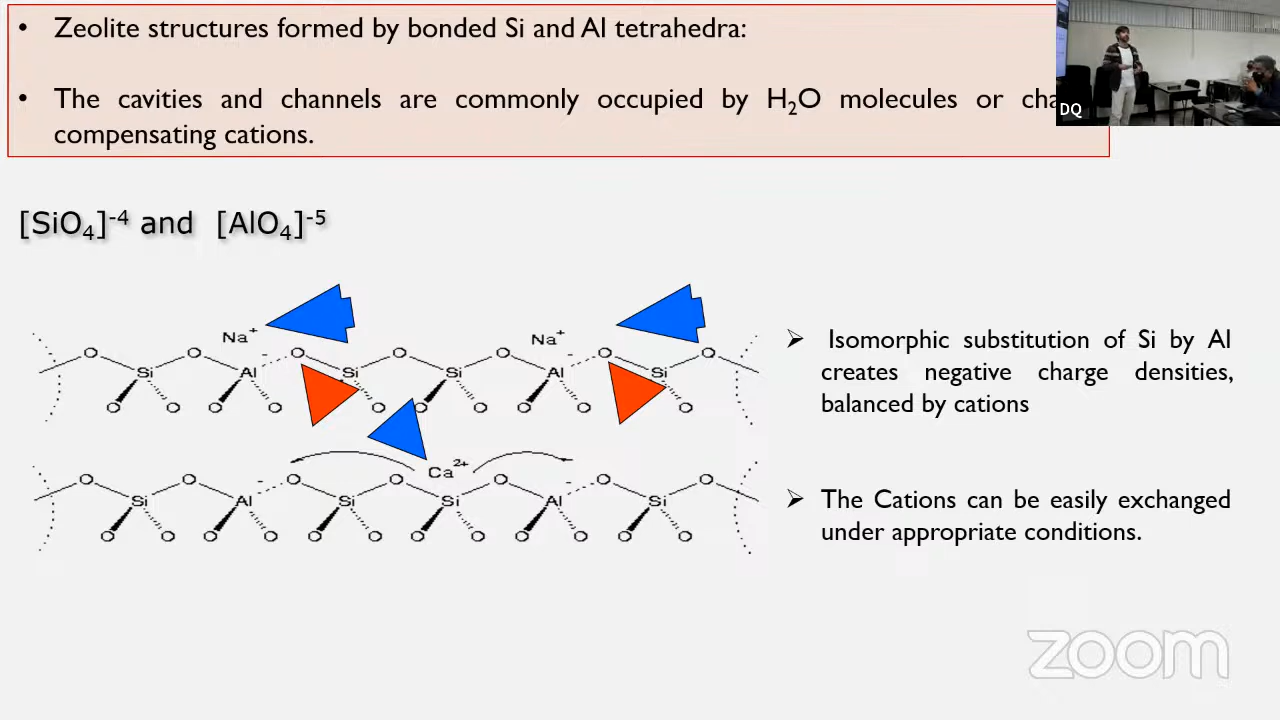 • Zeolite structures formed by bonded Si and Al tetrahedra:
• The cavities and channels are commonly occupied by H₂O molecules or
compensating cations.
DQ
[SiO₄]⁻⁴ and [AlO₄]⁻⁵
Na⁺ Na⁺
O O O O O O O
Si Al Si Si Al Si
O O O O O O O O O O O
Ca²⁺
O O O O O O O
Si Al Si Si Al Si
O O O O O O O O O O O O
➢ Isomorphic substitution of Si by Al
creates negative charge densities,
balanced by cations
➢ The Cations can be easily exchanged
under appropriate conditions.
zoom